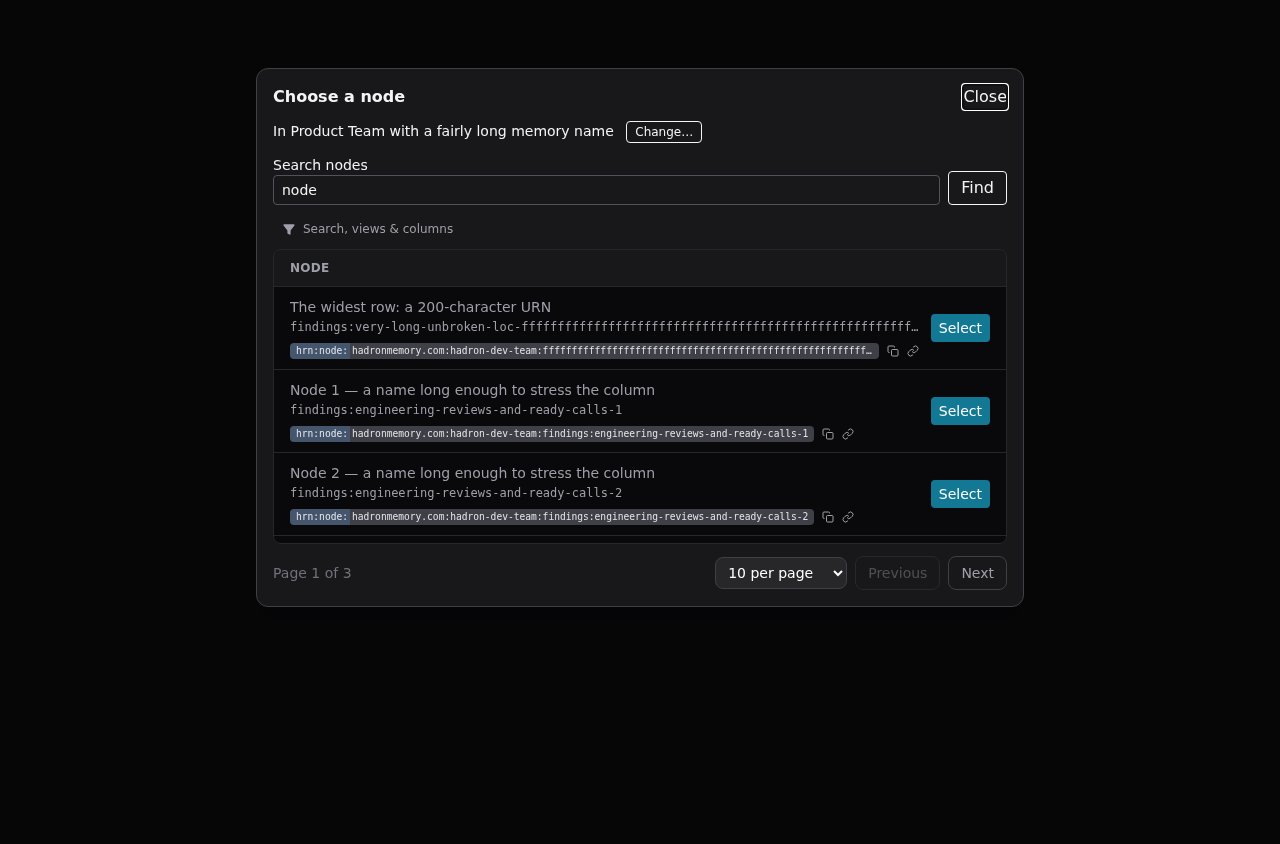 Choose a node
Close
In Product Team with a fairly long memory name
Change...
Search nodes
node
Find
Search, views & columns
NODE
The widest row: a 200-character URN
findings:very-long-unbroken-loc-ffffffffffffffffffffffffffffffffffffffffffffffffffffff…
Select
hrn:node: hadronmemory.com:hadron-dev-team:fffffffffffffffffffffffffffffffffffffffffffffffffffffffff…
Node 1 — a name long enough to stress the column
findings:engineering-reviews-and-ready-calls-1
Select
hrn:node: hadronmemory.com:hadron-dev-team:findings:engineering-reviews-and-ready-calls-1
Node 2 — a name long enough to stress the column
findings:engineering-reviews-and-ready-calls-2
Select
hrn:node: hadronmemory.com:hadron-dev-team:findings:engineering-reviews-and-ready-calls-2
Page 1 of 3
10 per page
Previous
Next